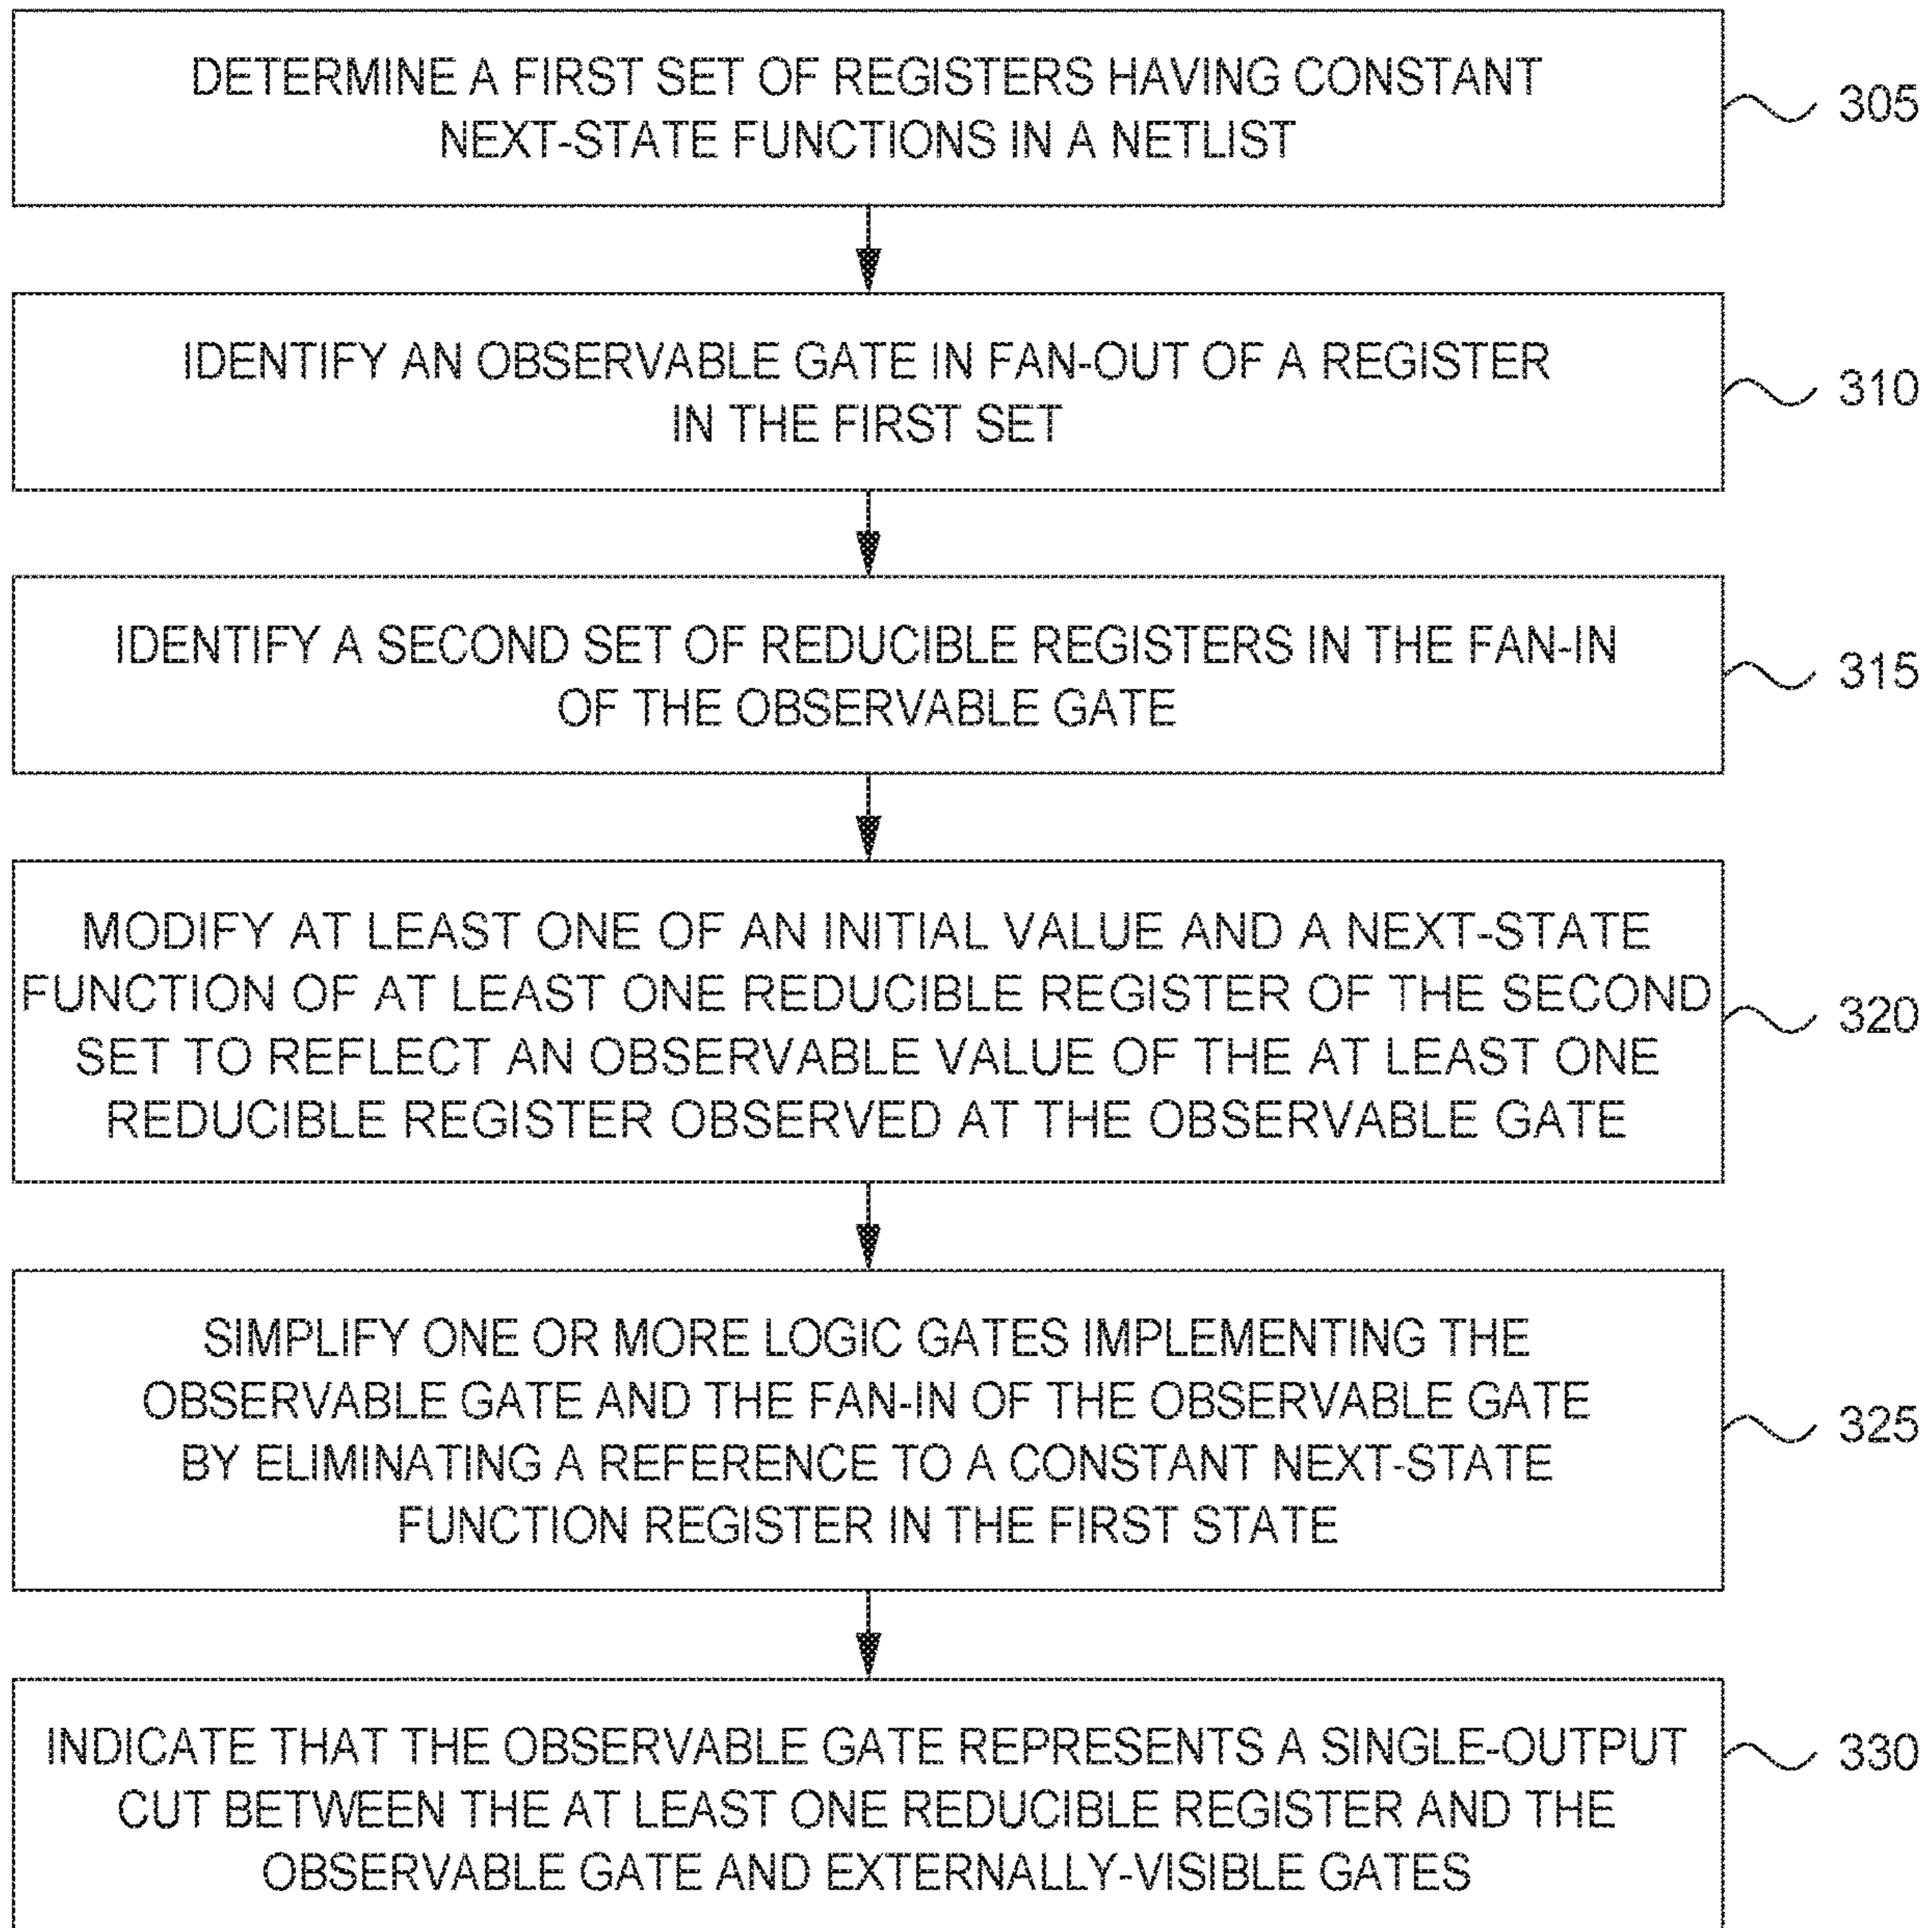 DETERMINE A FIRST SET OF REGISTERS HAVING CONSTANT
NEXT-STATE FUNCTIONS IN A NETLIST
305
IDENTIFY AN OBSERVABLE GATE IN FAN-OUT OF A REGISTER
IN THE FIRST SET
310
IDENTIFY A SECOND SET OF REDUCIBLE REGISTERS IN THE FAN-IN
OF THE OBSERVABLE GATE
315
MODIFY AT LEAST ONE OF AN INITIAL VALUE AND A NEXT-STATE
FUNCTION OF AT LEAST ONE REDUCIBLE REGISTER OF THE SECOND
SET TO REFLECT AN OBSERVABLE VALUE OF THE AT LEAST ONE
REDUCIBLE REGISTER OBSERVED AT THE OBSERVABLE GATE
320
SIMPLIFY ONE OR MORE LOGIC GATES IMPLEMENTING THE
OBSERVABLE GATE AND THE FAN-IN OF THE OBSERVABLE GATE
BY ELIMINATING A REFERENCE TO A CONSTANT NEXT-STATE
FUNCTION REGISTER IN THE FIRST STATE
325
INDICATE THAT THE OBSERVABLE GATE REPRESENTS A SINGLE-OUTPUT
CUT BETWEEN THE AT LEAST ONE REDUCIBLE REGISTER AND THE
OBSERVABLE GATE AND EXTERNALLY-VISIBLE GATES
330